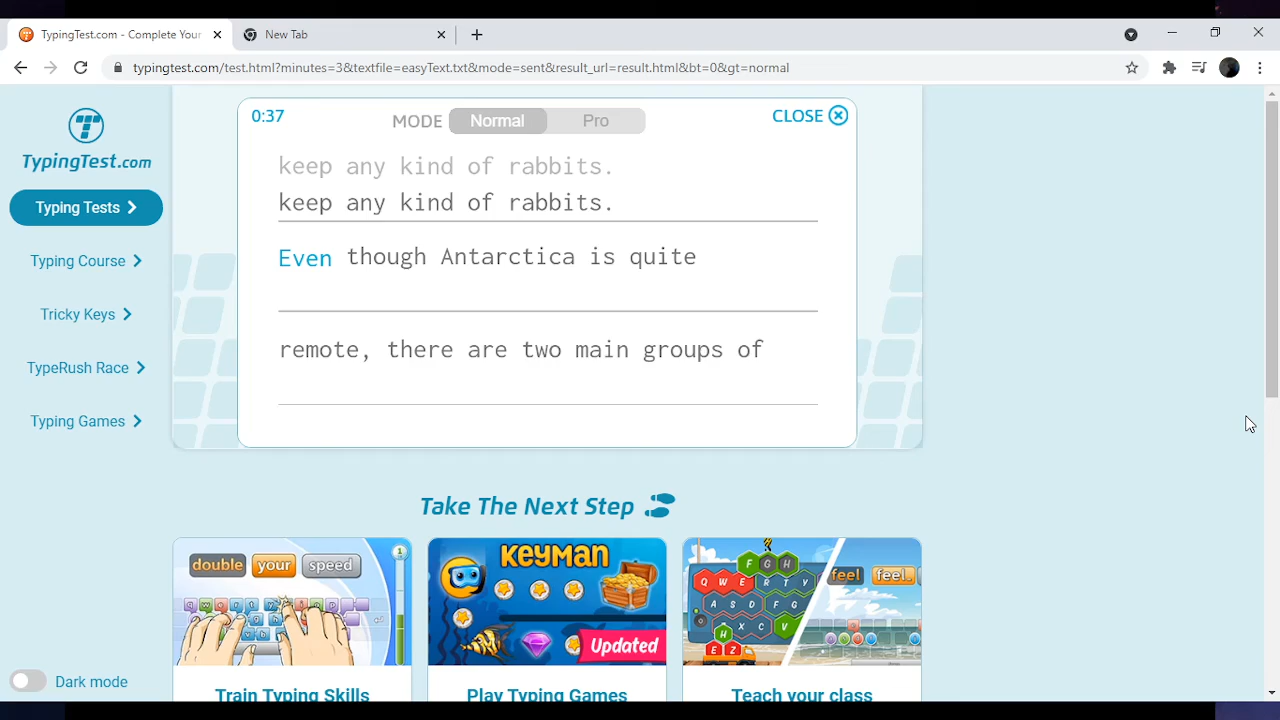 TypingTest.com - Complete Your
New Tab
typingtest.com/test.html?minutes=3&textfile=easyText.txt&mode=sent&result_url=result.html&bt=0&gt=normal
TypingTest.com
Typing Tests
Typing Course
Tricky Keys
TypeRush Race
Typing Games
Dark mode
0:37
MODE
Normal
Pro
CLOSE
keep any kind of rabbits.
keep any kind of rabbits.
Even though Antarctica is quite
remote, there are two main groups of
Take The Next Step
double your speed
1
Train Typing Skills
KEYMAN
Updated
Play Typing Games
F G H
Q W E R T Y
A S D F G
X C V
H
E Z
feel feel.
Teach your class